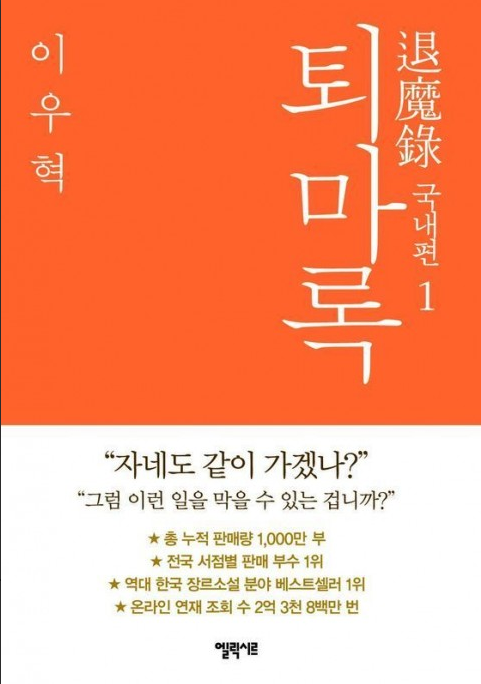 이우혁
퇴마록
退魔錄 국내편 1
“자네도 같이 가겠나?”
“그럼 이런 일을 막을 수 있는 겁니까?”
★ 총 누적 판매량 1,000만 부
★ 전국 서점별 판매 부수 1위
★ 역대 한국 장르소설 분야 베스트셀러 1위
★ 온라인 연재 조회 수 2억 3천 8백만 번
엘릭시르